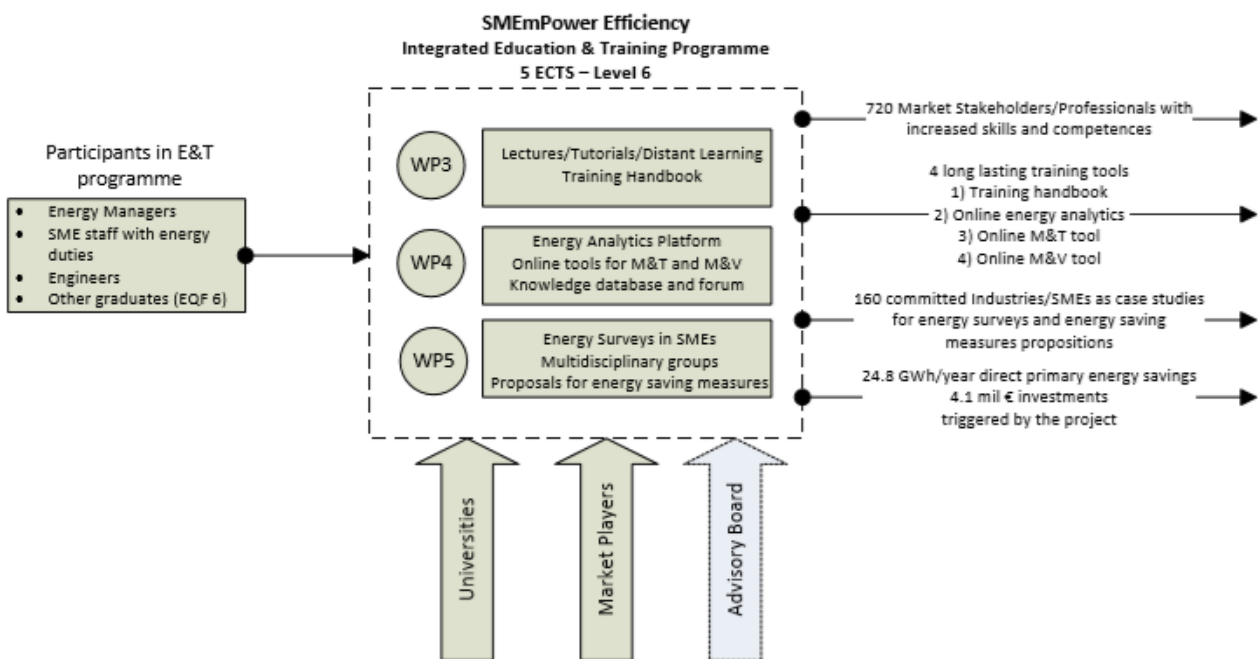 SMEmPower Efficiency
Integrated Education & Training Programme
5 ECTS – Level 6
Participants in E&T
programme
• Energy Managers
• SME staff with energy
duties
• Engineers
• Other graduates (EQF 6)
WP3
Lectures/Tutorials/Distant Learning
Training Handbook
WP4
Energy Analytics Platform
Online tools for M&T and M&V
Knowledge database and forum
WP5
Energy Surveys in SMEs
Multidisciplinary groups
Proposals for energy saving measures
720 Market Stakeholders/Professionals with
increased skills and competences
4 long lasting training tools
1) Training handbook
2) Online energy analytics
3) Online M&T tool
4) Online M&V tool
160 committed Industries/SMEs as case studies
for energy surveys and energy saving
measures propositions
24.8 GWh/year direct primary energy savings
4.1 mil € investments
triggered by the project
Universities
Market Players
Advisory Board